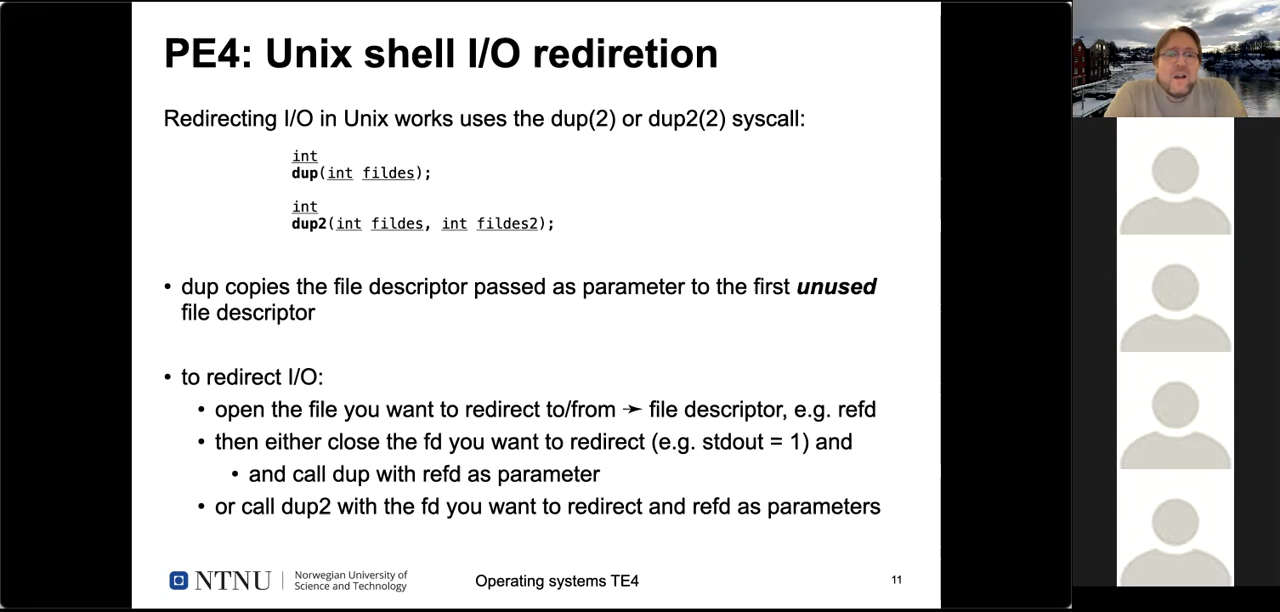 PE4: Unix shell I/O rediretion
Redirecting I/O in Unix works uses the dup(2) or dup2(2) syscall:
int
dup(int fildes);
int
dup2(int fildes, int fildes2);
• dup copies the file descriptor passed as parameter to the first unused
file descriptor
• to redirect I/O:
• open the file you want to redirect to/from ➛ file descriptor, e.g. refd
• then either close the fd you want to redirect (e.g. stdout = 1) and
• and call dup with refd as parameter
• or call dup2 with the fd you want to redirect and refd as parameters
NTNU
Norwegian University of
Science and Technology
Operating systems TE4
11